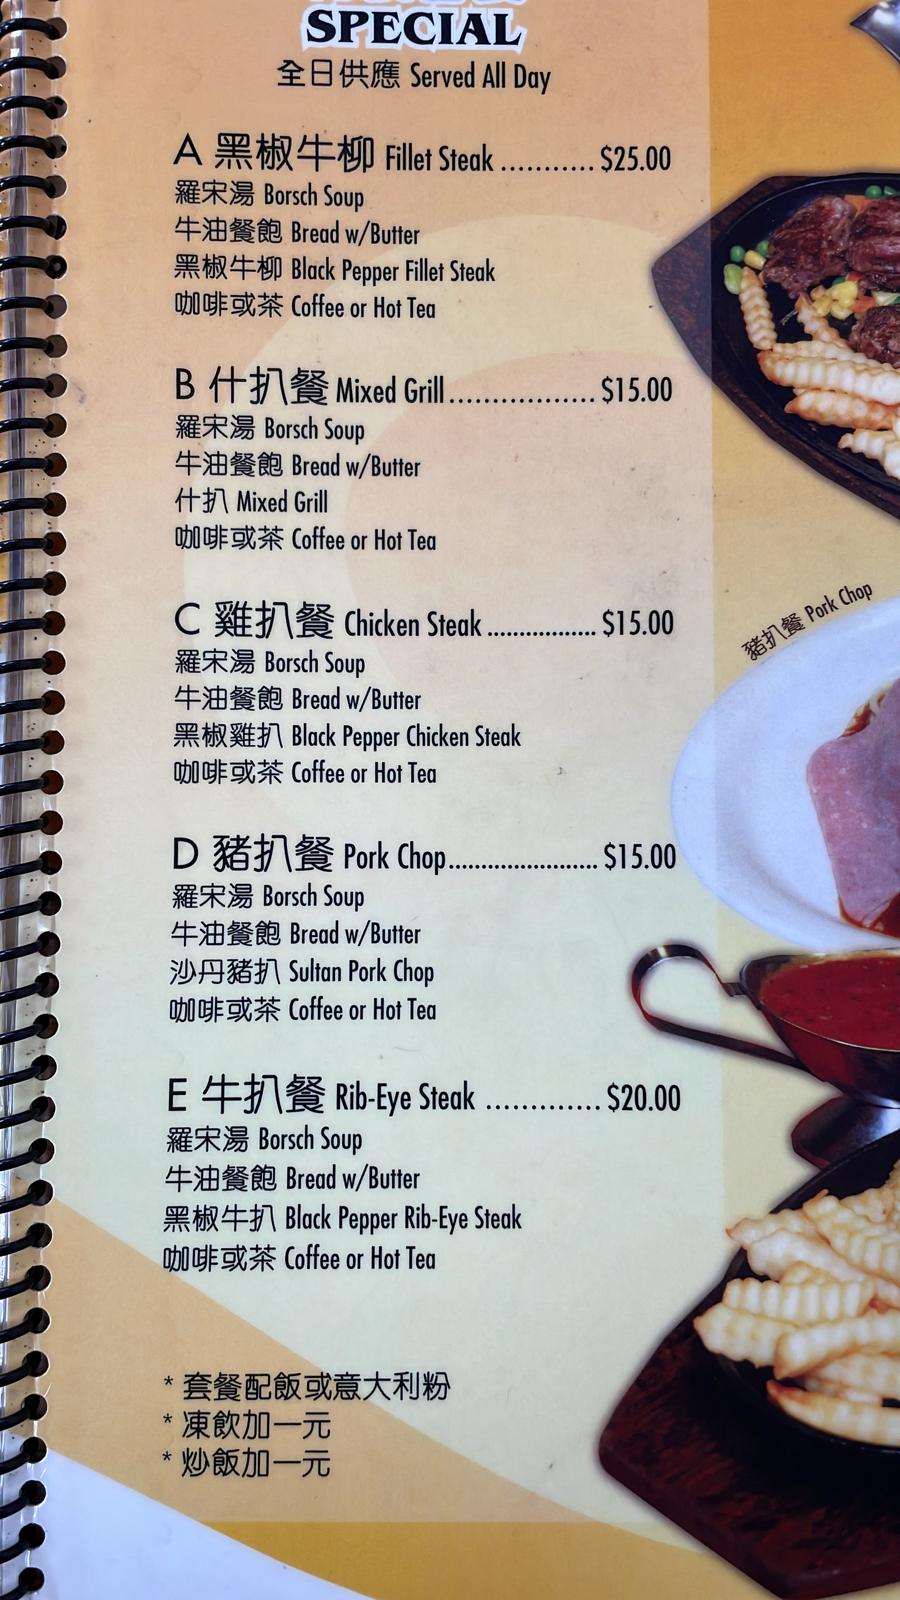 SPECIAL
全日供應 Served All Day
A 黑椒牛柳 Fillet Steak ........... $25.00
羅宋湯 Borsch Soup
牛油餐飽 Bread w/Butter
黑椒牛柳 Black Pepper Fillet Steak
咖啡或茶 Coffee or Hot Tea
B 什扒餐 Mixed Grill ................. $15.00
羅宋湯 Borsch Soup
牛油餐飽 Bread w/Butter
什扒 Mixed Grill
咖啡或茶 Coffee or Hot Tea
C 雞扒餐 Chicken Steak .................. $15.00
羅宋湯 Borsch Soup
牛油餐飽 Bread w/Butter
黑椒雞扒 Black Pepper Chicken Steak
咖啡或茶 Coffee or Hot Tea
豬扒餐 Pork Chop
D 豬扒餐 Pork Chop......................... $15.00
羅宋湯 Borsch Soup
牛油餐飽 Bread w/Butter
沙丹豬扒 Sultan Pork Chop
咖啡或茶 Coffee or Hot Tea
E 牛扒餐 Rib-Eye Steak ............. $20.00
羅宋湯 Borsch Soup
牛油餐飽 Bread w/Butter
黑椒牛扒 Black Pepper Rib-Eye Steak
咖啡或茶 Coffee or Hot Tea
* 套餐配飯或意大利粉
* 凍飲加一元
* 炒飯加一元